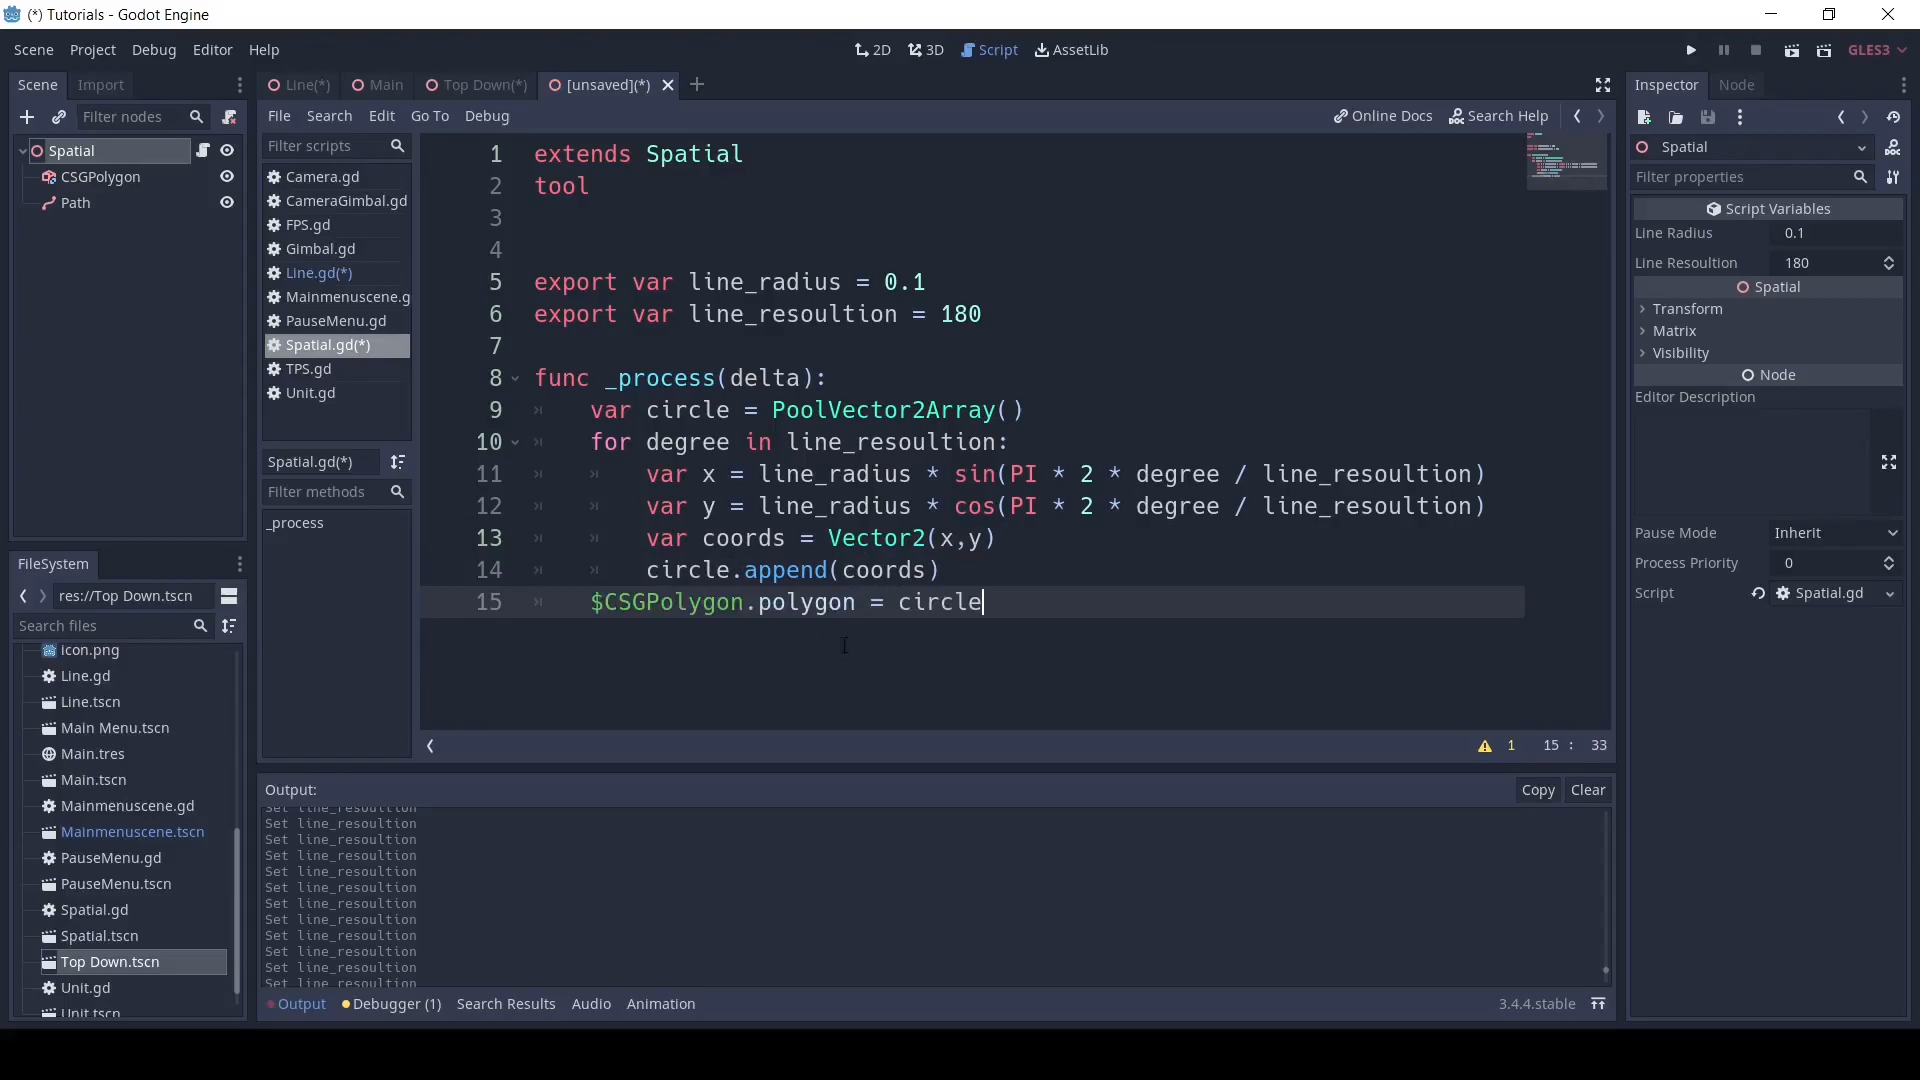 (*) Tutorials - Godot Engine
Scene Project Debug Editor Help
2D 3D Script AssetLib
GLES3
Scene Import
Filter nodes
Spatial
CSGPolygon
Path
FileSystem
res://Top Down.tscn
Search files
icon.png
Line.gd
Line.tscn
Main Menu.tscn
Main.tres
Main.tscn
Mainmenuscene.gd
Mainmenuscene.tscn
PauseMenu.gd
PauseMenu.tscn
Spatial.gd
Spatial.tscn
Top Down.tscn
Unit.gd
Unit.tscn
Line(*) Main Top Down(*) [unsaved](*)
File Search Edit Go To Debug
Online Docs Search Help
Filter scripts
Camera.gd
CameraGimbal.gd
FPS.gd
Gimbal.gd
Line.gd(*)
Mainmenuscene.g
PauseMenu.gd
Spatial.gd(*)
TPS.gd
Unit.gd
Spatial.gd(*)
Filter methods
_process
1 extends Spatial
2 tool
3
4
5 export var line_radius = 0.1
6 export var line_resoultion = 180
7
8 func _process(delta):
9 var circle = PoolVector2Array()
10 for degree in line_resoultion:
11 var x = line_radius * sin(PI * 2 * degree / line_resoultion)
12 var y = line_radius * cos(PI * 2 * degree / line_resoultion)
13 var coords = Vector2(x,y)
14 circle.append(coords)
15 $CSGPolygon.polygon = circle
1 15 : 33
Output:
Copy Clear
Set line_resoultion
Set line_resoultion
Set line_resoultion
Set line_resoultion
Set line_resoultion
Set line_resoultion
Set line_resoultion
Set line_resoultion
Set line_resoultion
Set line_resoultion
Set line_resoultion
Set line_resoultion
Output Debugger (1) Search Results Audio Animation
3.4.4.stable
Inspector Node
Spatial
Filter properties
Script Variables
Line Radius 0.1
Line Resoultion 180
Spatial
Transform
Matrix
Visibility
Node
Editor Description
Pause Mode Inherit
Process Priority 0
Script Spatial.gd